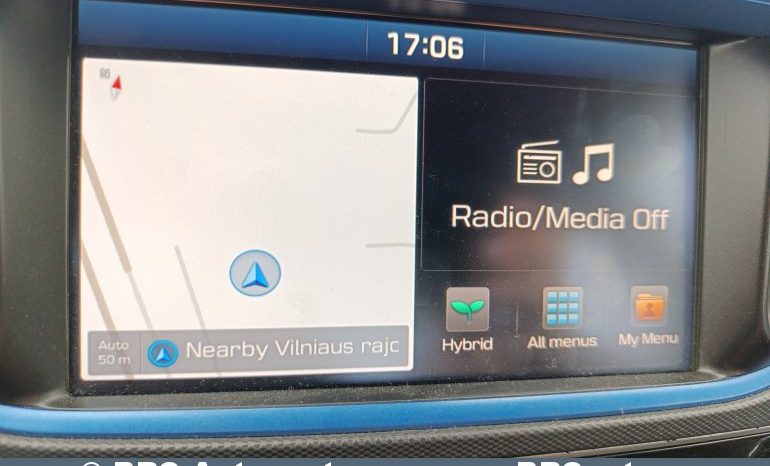 17:06
N
Radio/Media Off
Auto
50 m
Nearby Vilniaus rajc
Hybrid
All menus
My Menu